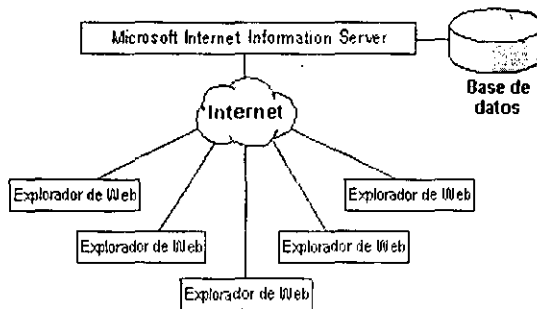 Microsoft Internet Information Server
Base de
datos
Internet
Explorador de Web
Explorador de Web
Explorador de Web
Explorador de Web
Explorador de Web